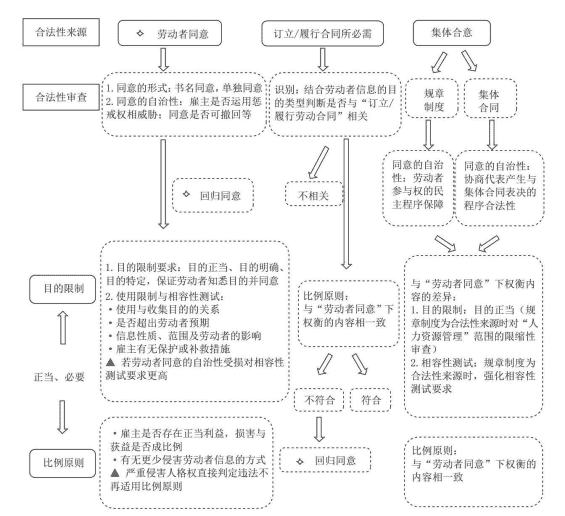 合法性来源
✧ 劳动者同意
订立/履行合同所必需
集体合意
合法性审查
1. 同意的形式：书名同意，单独同意
2. 同意的自治性：雇主是否运用惩
戒权相威胁；同意是否可撤回等
识别：结合劳动者信息的目
的类型判断是否与“订立/
履行劳动合同”相关
规章
制度
集体
合同
✧ 回归同意
不相关
同意的自治
性：劳动者
参与权的民
主程序保障
同意的自治性：
协商代表产生与
集体合同表决的
程序合法性
目的限制
1. 目的限制要求：目的正当、目的明确、
目的特定，保证劳动者知悉目的并同意
2. 使用限制与相容性测试：
·使用与收集目的的关系
·是否超出劳动者预期
·信息性质、范围及劳动者的影响
·雇主有无保护或补救措施
▲ 若劳动者同意的自治性受损对相容性
测试要求更高
比例原则：
与“劳动者同意”下权
衡的内容相一致
与“劳动者同意”下权衡
内容的差异：
1. 目的限制：目的正当（规
章制度为合法性来源时对“人
力资源管理”范围的限缩性
审查）
2. 相容性测试：规章制度为
合法性来源时，强化相容性
测试要求
正当、必要
不符合
符合
比例原则
·雇主是否存在正当利益，损害与
获益是否成比例
·有无更少侵害劳动者信息的方式
▲ 严重侵害人格权直接判定违法不
再适用比例原则
✧ 回归同意
比例原则：
与“劳动者同意”下权衡的
内容相一致